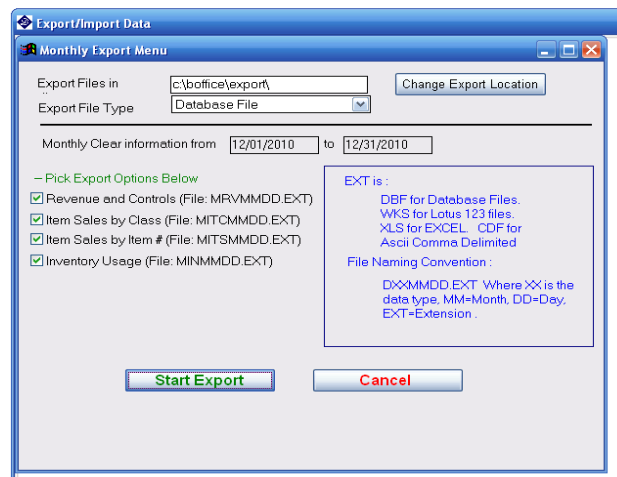 Export/Import Data
Monthly Export Menu
Export Files in
c:\boffice\export\
Change Export Location
Export File Type
Database File
Monthly Clear information from 12/01/2010 to 12/31/2010
Pick Export Options Below
Revenue and Controls (File: MRVMMDD.EXT)
Item Sales by Class (File: MITCMMDD.EXT)
Item Sales by Item # (File: MITSMMDD.EXT)
Inventory Usage (File: MINMMDD.EXT)
EXT is :
DBF for Database Files.
WKS for Lotus 123 files.
XLS for EXCEL. CDF for
Ascii Comma Delimited
File Naming Convention :
DXXMMDD.EXT Where XX is the
data type, MM=Month, DD=Day,
EXT=Extension .
Start Export
Cancel